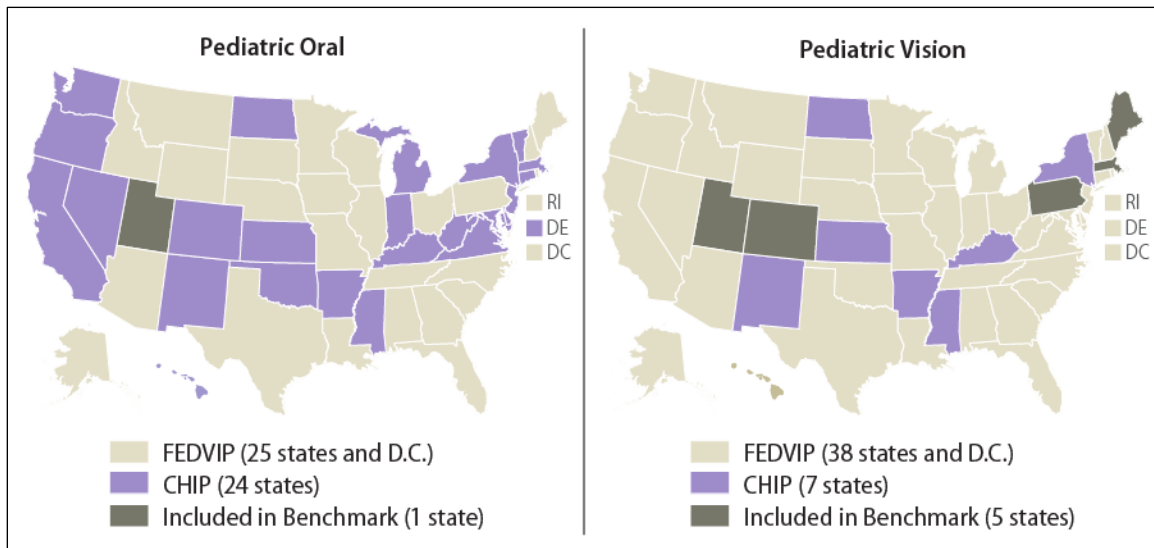 Pediatric Oral
RI
DE
DC
FEDVIP (25 states and D.C.)
CHIP (24 states)
Included in Benchmark (1 state)
Pediatric Vision
RI
DE
DC
FEDVIP (38 states and D.C.)
CHIP (7 states)
Included in Benchmark (5 states)